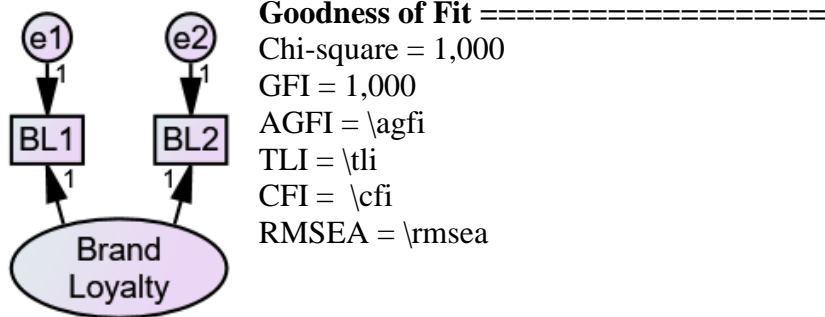 e1 e2
1 1
BL1 BL2
1 1
Brand
Loyalty
Goodness of Fit ===================
Chi-square = 1,000
GFI = 1,000
AGFI = \agfi
TLI = \tli
CFI = \cfi
RMSEA = \rmsea